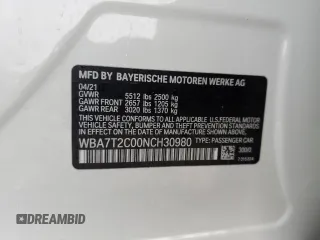 MFD BY BAYERISCHE MOTOREN WERKE AG
04/21
GVWR 5512 lbs 2500 kg
GAWR FRONT 2657 lbs 1205 kg
GAWR REAR 3020 lbs 1370 kg
THIS VEHICLE CONFORMS TO ALL APPLICABLE U.S.FEDERAL MOTOR
VEHICLE SAFETY, BUMPER, AND THEFT PREVENTION STANDARDS
IN EFFECT ON THE DATE OF MANUFACTURE SHOWN ABOVE.
WBA7T2C00NCH30980 TYPE: PASSENGER CAR
DREAMBID
DREAMBID.COM